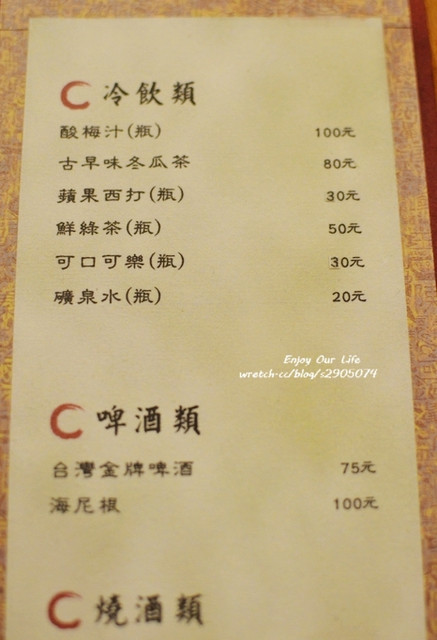 冷飲類
酸梅汁(瓶) 100元
古早味冬瓜茶 80元
蘋果西打(瓶) 30元
鮮綠茶(瓶) 50元
可口可樂(瓶) 30元
礦泉水(瓶) 20元
Enjoy Our Life
wretch.cc/blog/s2905074
啤酒類
台灣金牌啤酒 75元
海尼根 100元
燒酒類